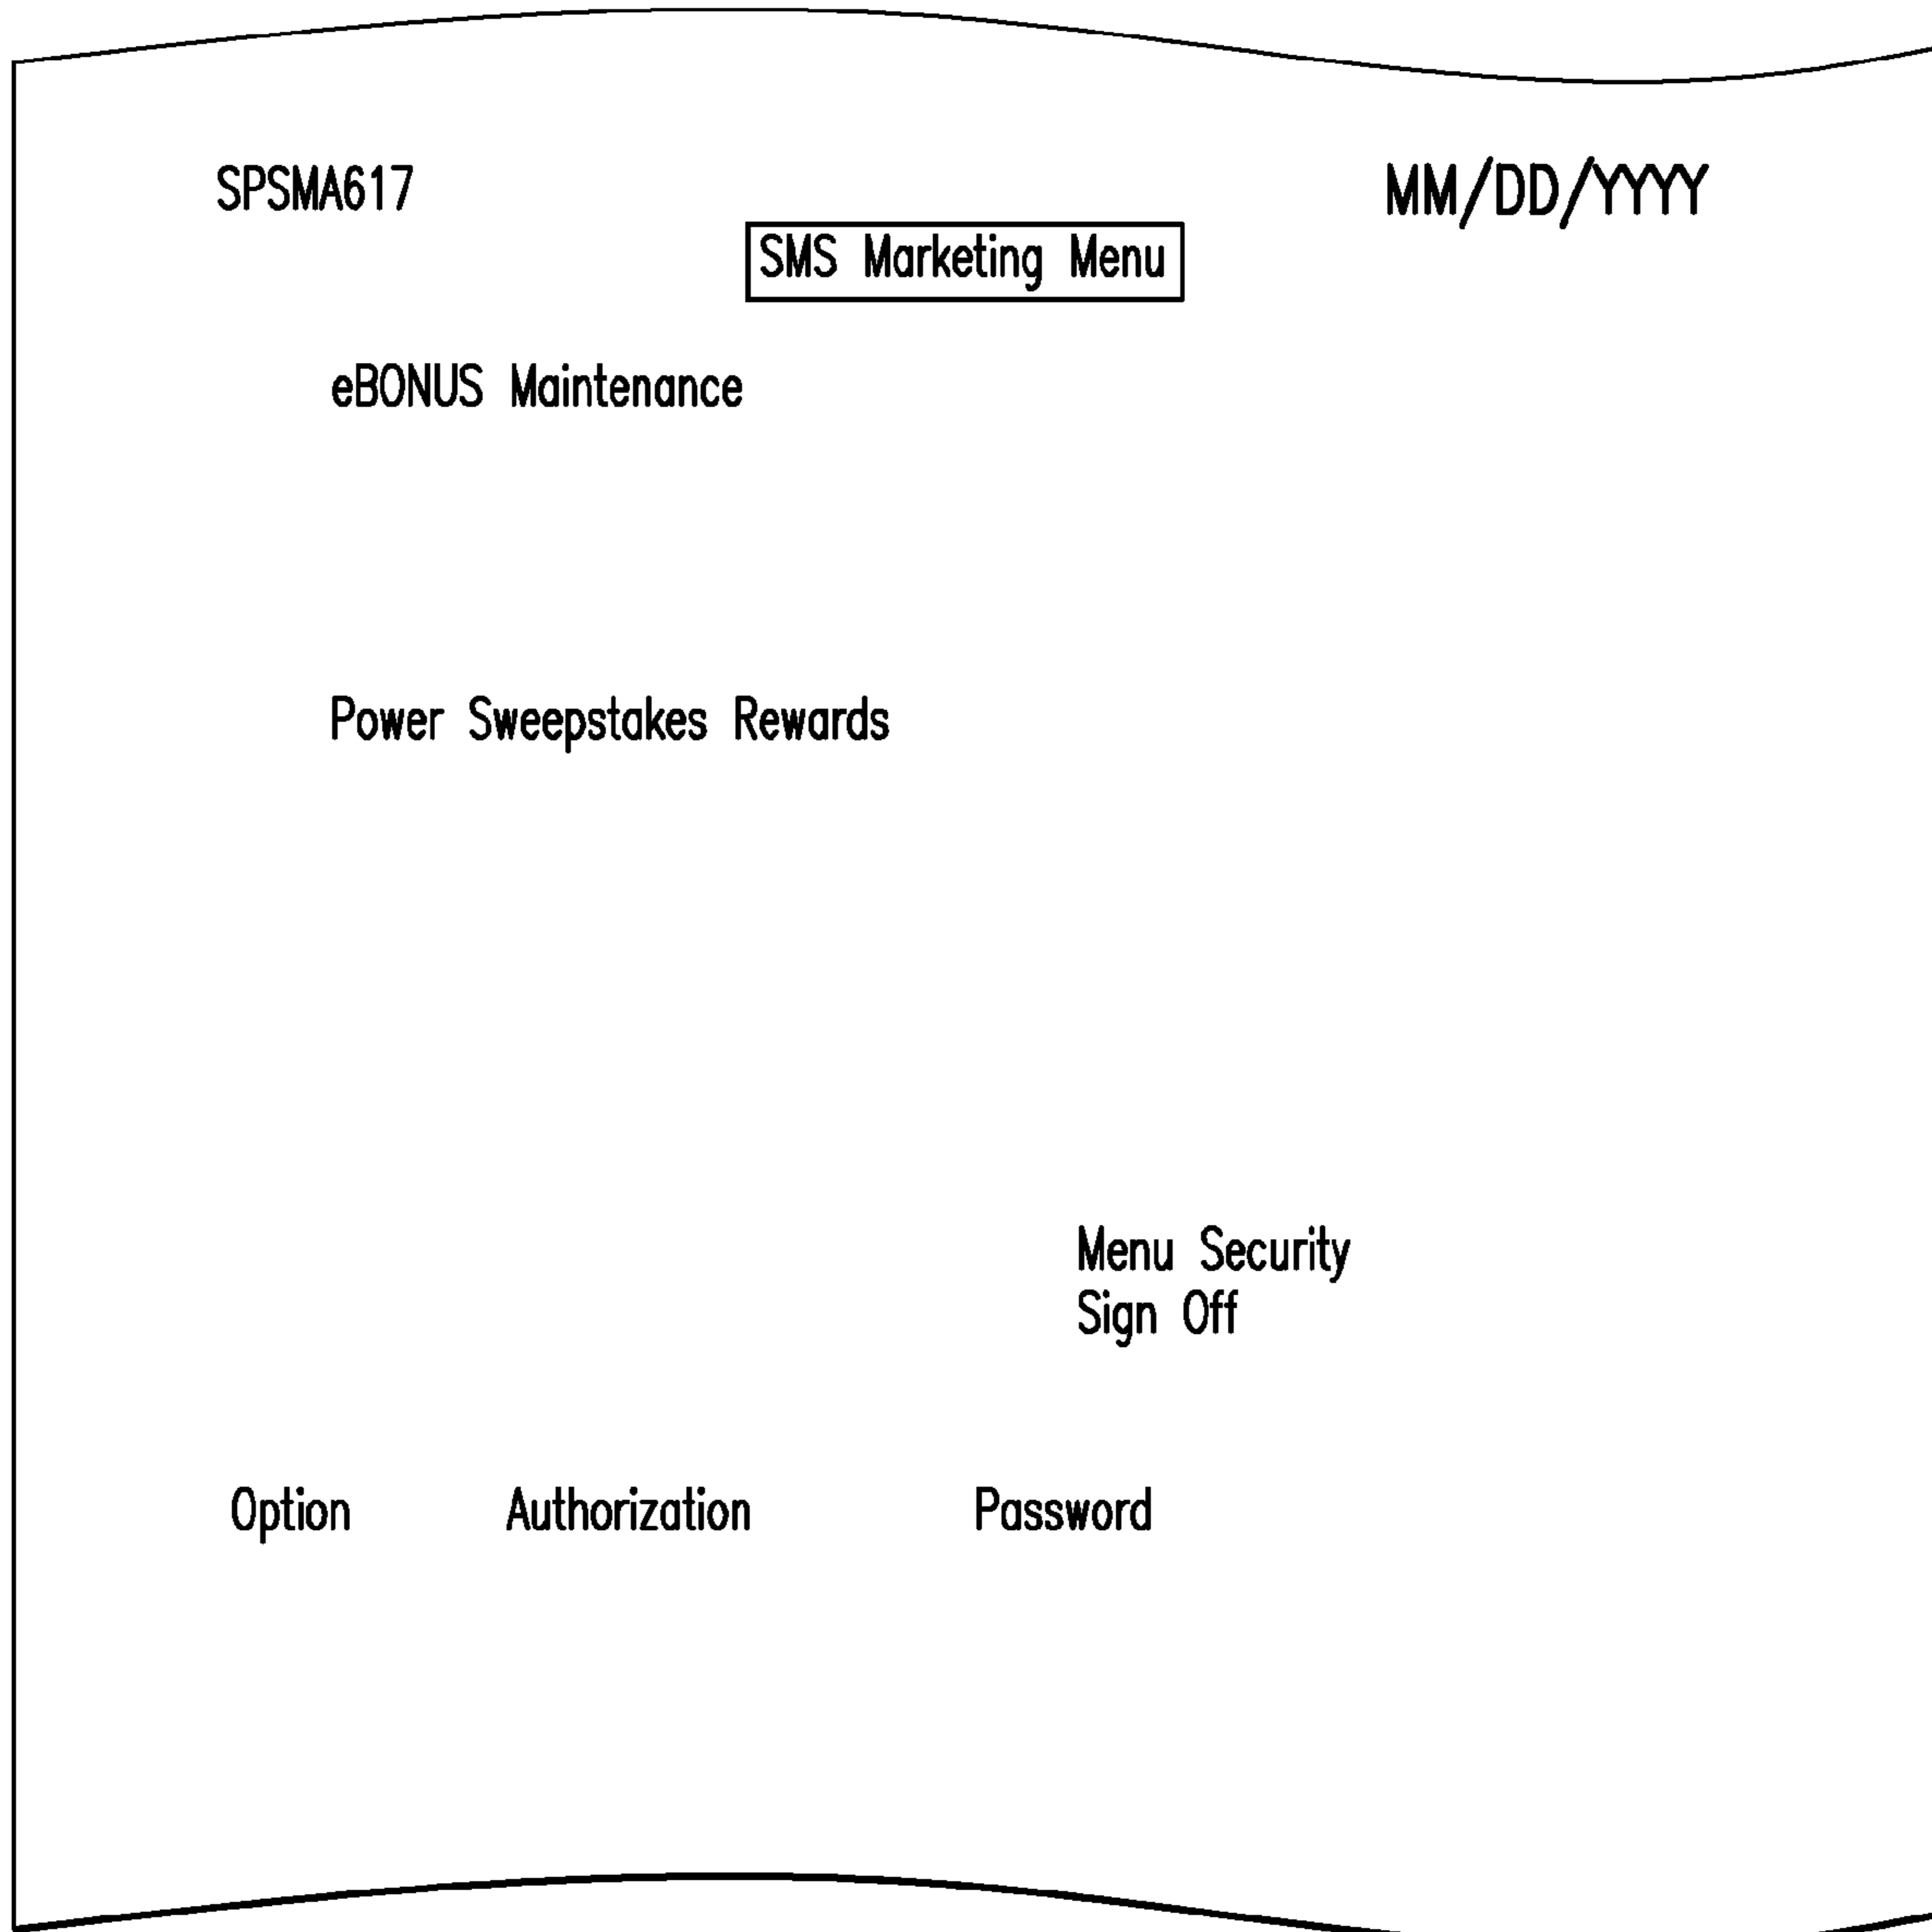 SPSMA617 MM/DD/YYYY
SMS Marketing Menu
eBONUS Maintenance
Power Sweepstakes Rewards
Menu Security
Sign Off
Option Authorization Password